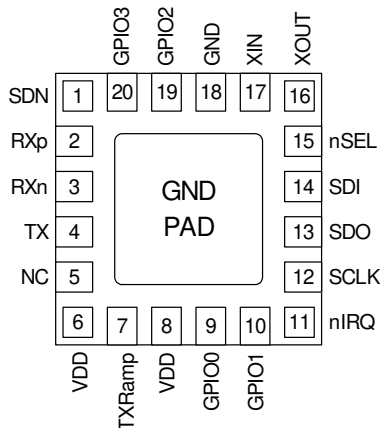 GPIO3 GPIO2 GND XIN XOUT
SDN 1 20 19 18 17 16
RXp 2 15 nSEL
RXn 3 GND 14 SDI
TX 4 PAD 13 SDO
NC 5 12 SCLK
6 7 8 9 10 11 nIRQ
VDD TXRamp VDD GPIO0 GPIO1